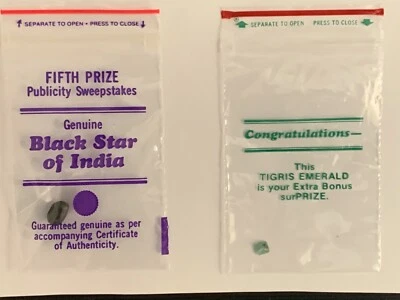 SEPARATE TO OPEN • PRESS TO CLOSE
FIFTH PRIZE
Publicity Sweepstakes
Genuine
Black Star
of India
Guaranteed genuine as per
accompanying Certificate
of Authenticity.
SEPARATE TO OPEN PRESS TO CLOSE
Congratulations—
This
TIGRIS EMERALD
is your Extra Bonus
surPRIZE.